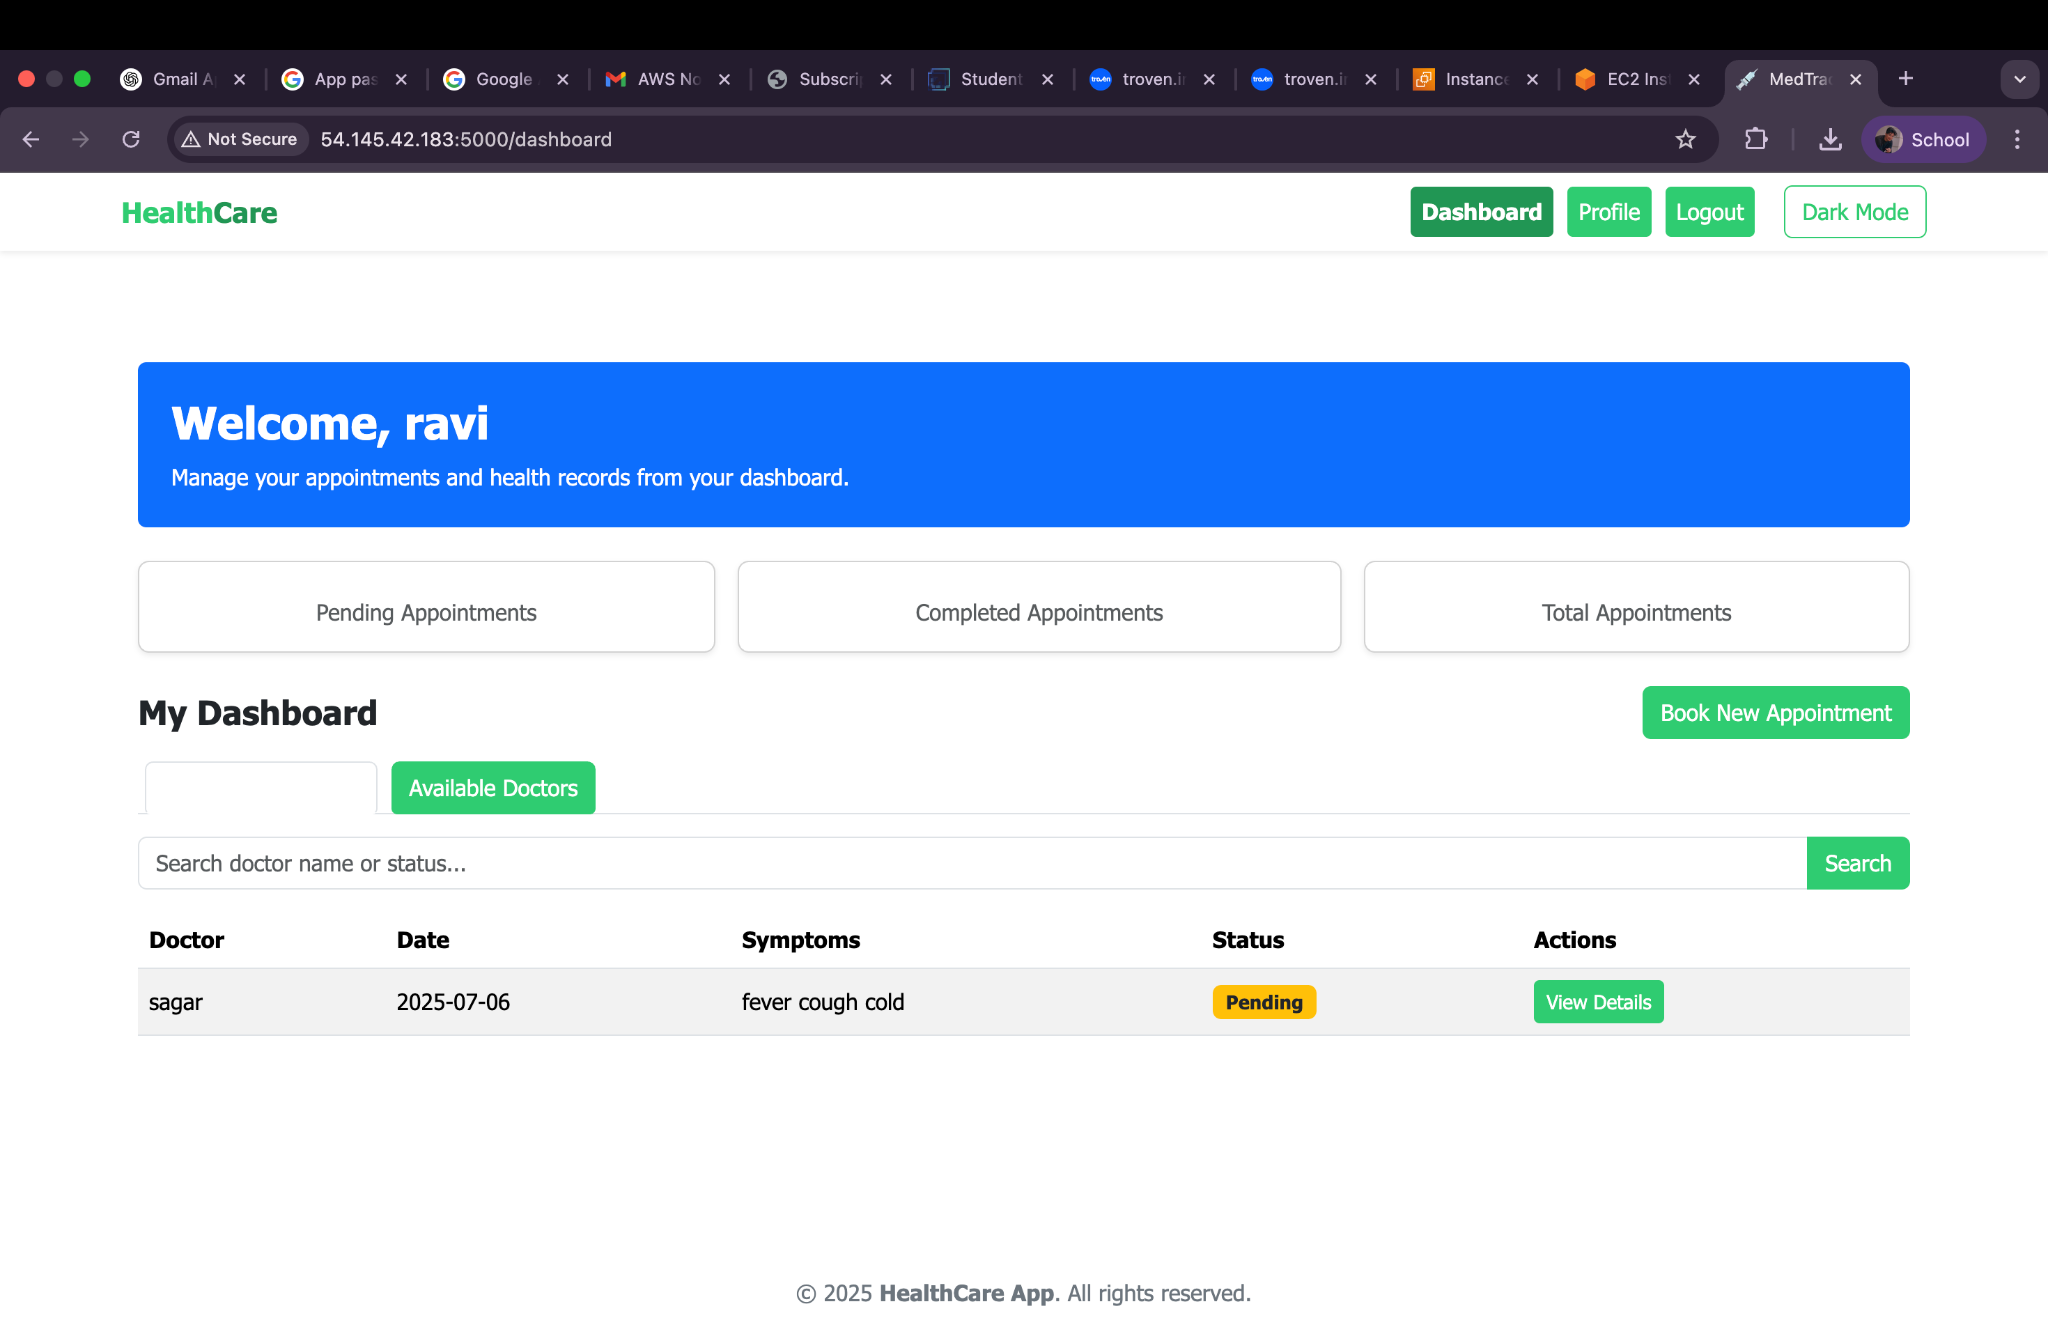 Gmail A App pas Google AWS No Subscri Student troven.i troven.i Instance EC2 Ins MedTra
Not Secure 54.145.42.183:5000/dashboard School
HealthCare Dashboard Profile Logout Dark Mode
Welcome, ravi
Manage your appointments and health records from your dashboard.
Pending Appointments Completed Appointments Total Appointments
My Dashboard Book New Appointment
Available Doctors
Search doctor name or status... Search
Doctor Date Symptoms Status Actions
sagar 2025-07-06 fever cough cold Pending View Details
© 2025 HealthCare App. All rights reserved.